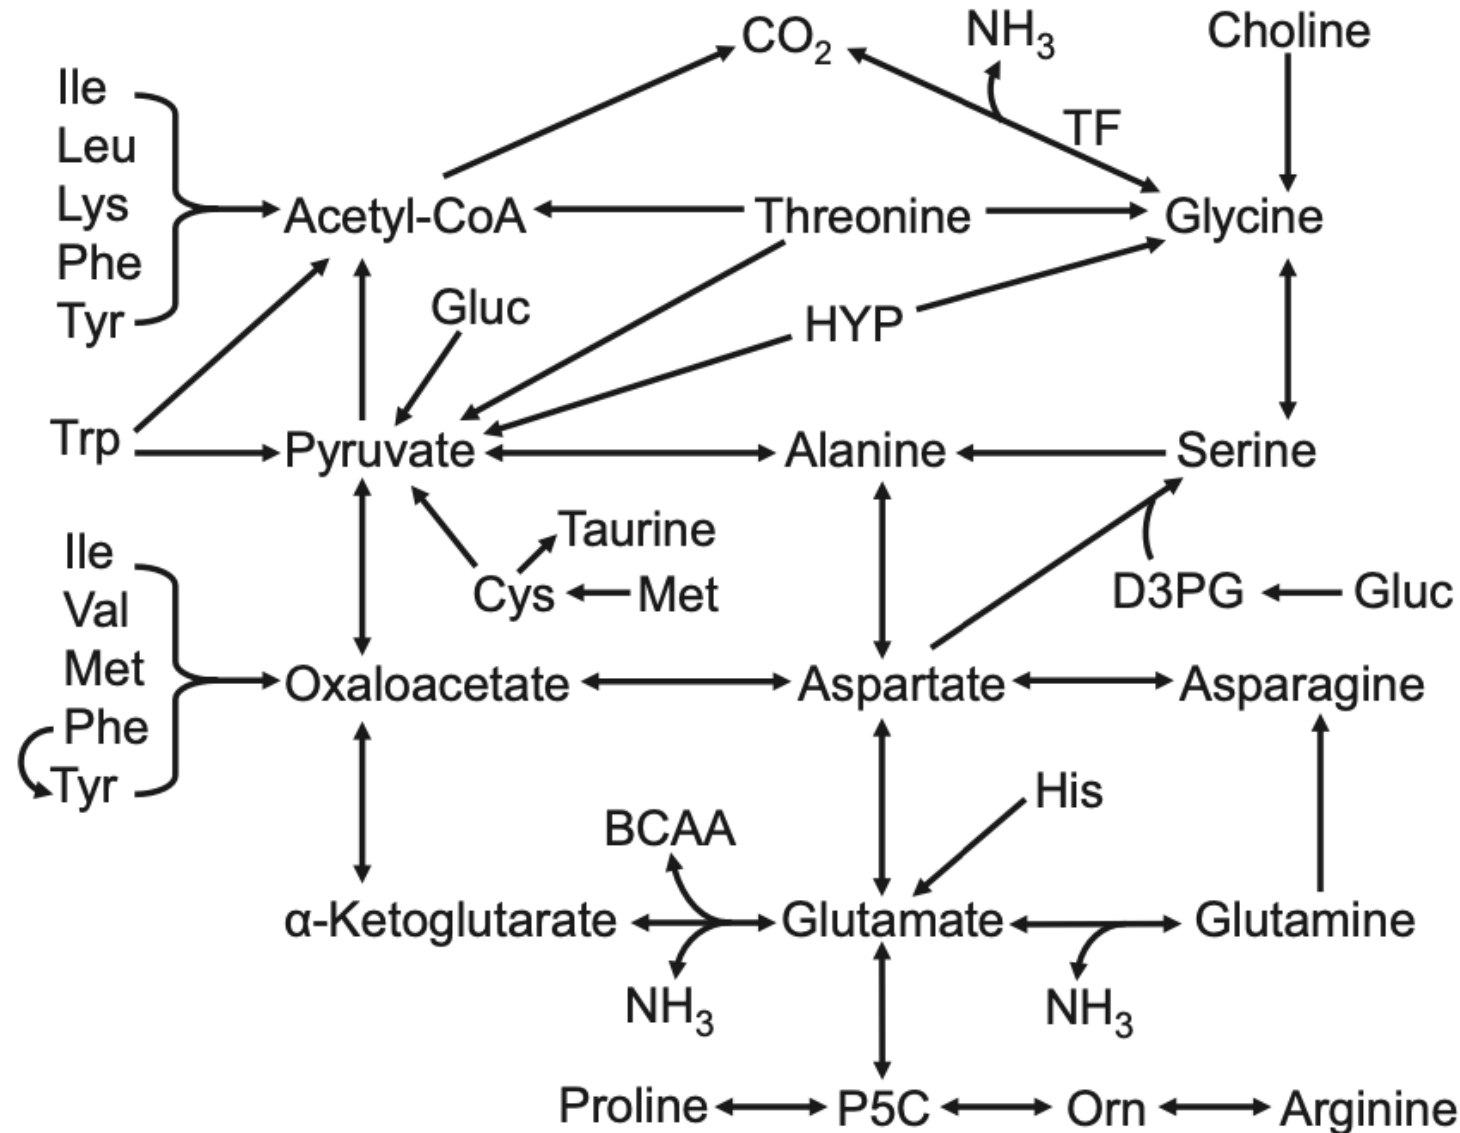 CO₂
NH₃
Choline
Ile
Leu
Lys
Phe
Tyr
TF
Acetyl-CoA
Threonine
Glycine
Gluc
HYP
Trp
Pyruvate
Alanine
Serine
Taurine
Cys
Met
D3PG
Gluc
Ile
Val
Met
Phe
Tyr
Oxaloacetate
Aspartate
Asparagine
His
BCAA
α-Ketoglutarate
Glutamate
Glutamine
NH₃
NH₃
Proline
P5C
Orn
Arginine